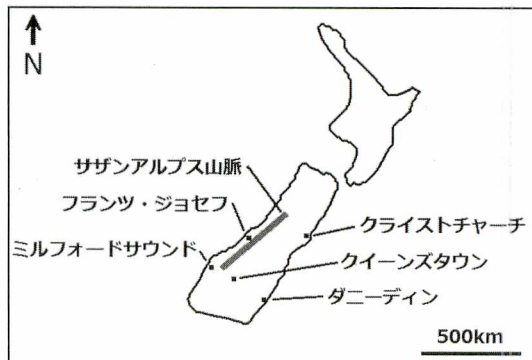 N
サザンアルプス山脈
フランツ・ジョセフ
ミルフォードサウンド
クライストチャーチ
クイーンズタウン
ダニーディン
500km